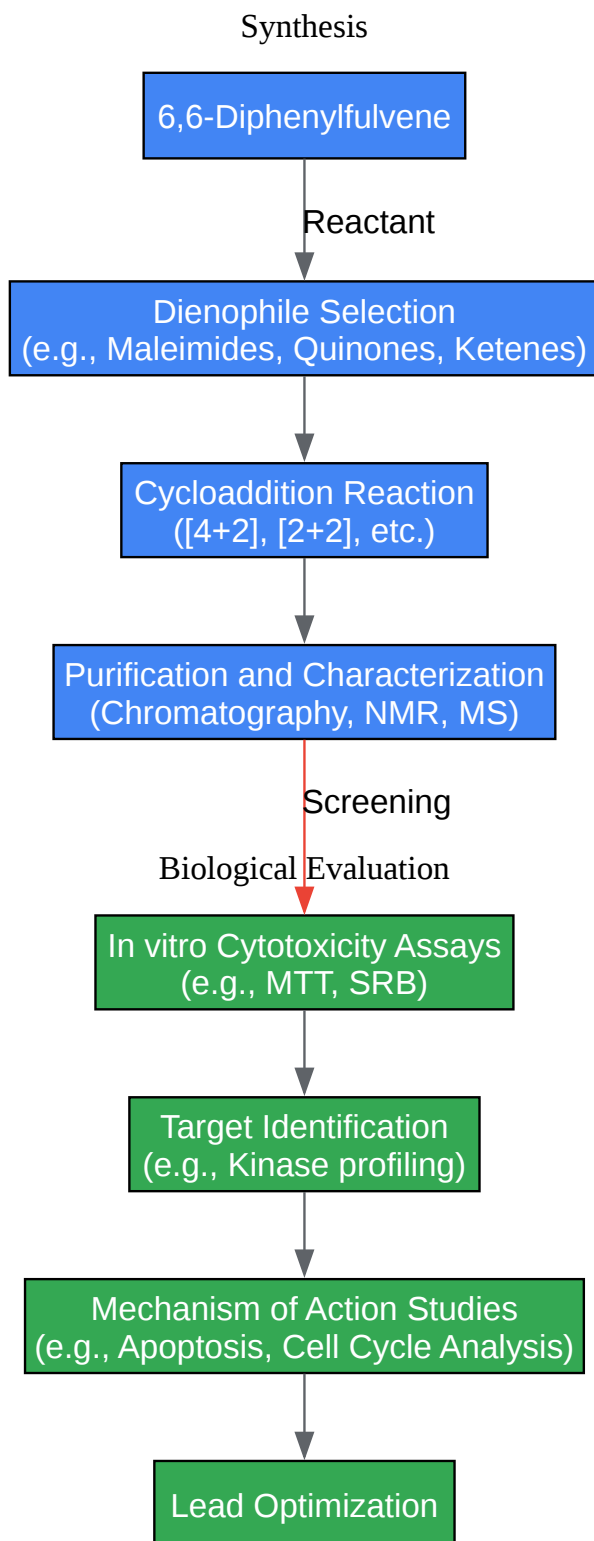 Synthesis
6,6-Diphenylfulvene
Reactant
Dienophile Selection
(e.g., Maleimides, Quinones, Ketenes)
Cycloaddition Reaction
([4+2], [2+2], etc.)
Purification and Characterization
(Chromatography, NMR, MS)
Screening
Biological Evaluation
In vitro Cytotoxicity Assays
(e.g., MTT, SRB)
Target Identification
(e.g., Kinase profiling)
Mechanism of Action Studies
(e.g., Apoptosis, Cell Cycle Analysis)
Lead Optimization